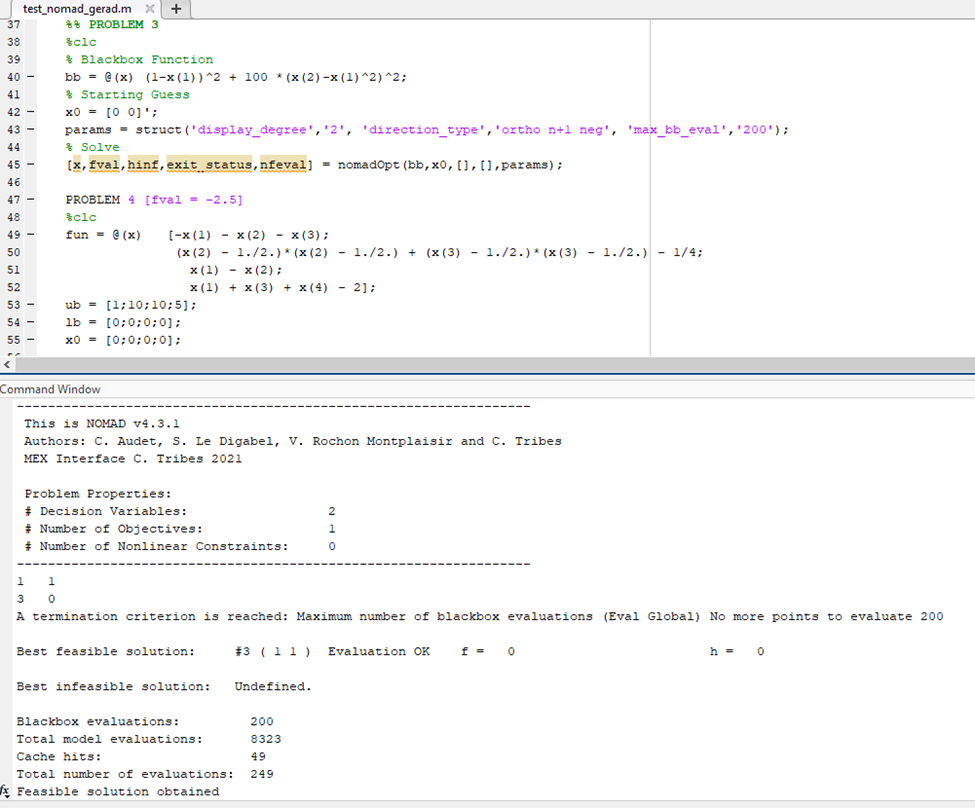 test_nomad_gerad.m × +
37 %% PROBLEM 3
38 %clc
39 % Blackbox Function
40 – bb = @(x) (1-x(1))^2 + 100 *(x(2)-x(1)^2)^2;
41 % Starting Guess
42 – x0 = [0 0]';
43 – params = struct('display_degree','2', 'direction_type','ortho n+1 neg', 'max_bb_eval','200');
44 % Solve
45 – [x,fval,hinf,exit_status,nfeval] = nomadOpt(bb,x0,[],[],params);
46
47 – PROBLEM 4 [fval = -2.5]
48 %clc
49 – fun = @(x) [-x(1) - x(2) - x(3);
50 (x(2) - 1./2.)*(x(2) - 1./2.) + (x(3) - 1./2.)*(x(3) - 1./2.) - 1/4;
51 x(1) - x(2);
52 x(1) + x(3) + x(4) - 2];
53 – ub = [1;10;10;5];
54 – lb = [0;0;0;0];
55 – x0 = [0;0;0;0];
Command Window
------------------------------------------------------------------
This is NOMAD v4.3.1
Authors: C. Audet, S. Le Digabel, V. Rochon Montplaisir and C. Tribes
MEX Interface C. Tribes 2021
Problem Properties:
# Decision Variables: 2
# Number of Objectives: 1
# Number of Nonlinear Constraints: 0
------------------------------------------------------------------
1 1
3 0
A termination criterion is reached: Maximum number of blackbox evaluations (Eval Global) No more points to evaluate 200
Best feasible solution: #3 ( 1 1 ) Evaluation OK f = 0 h = 0
Best infeasible solution: Undefined.
Blackbox evaluations: 200
Total model evaluations: 8323
Cache hits: 49
Total number of evaluations: 249
fx Feasible solution obtained